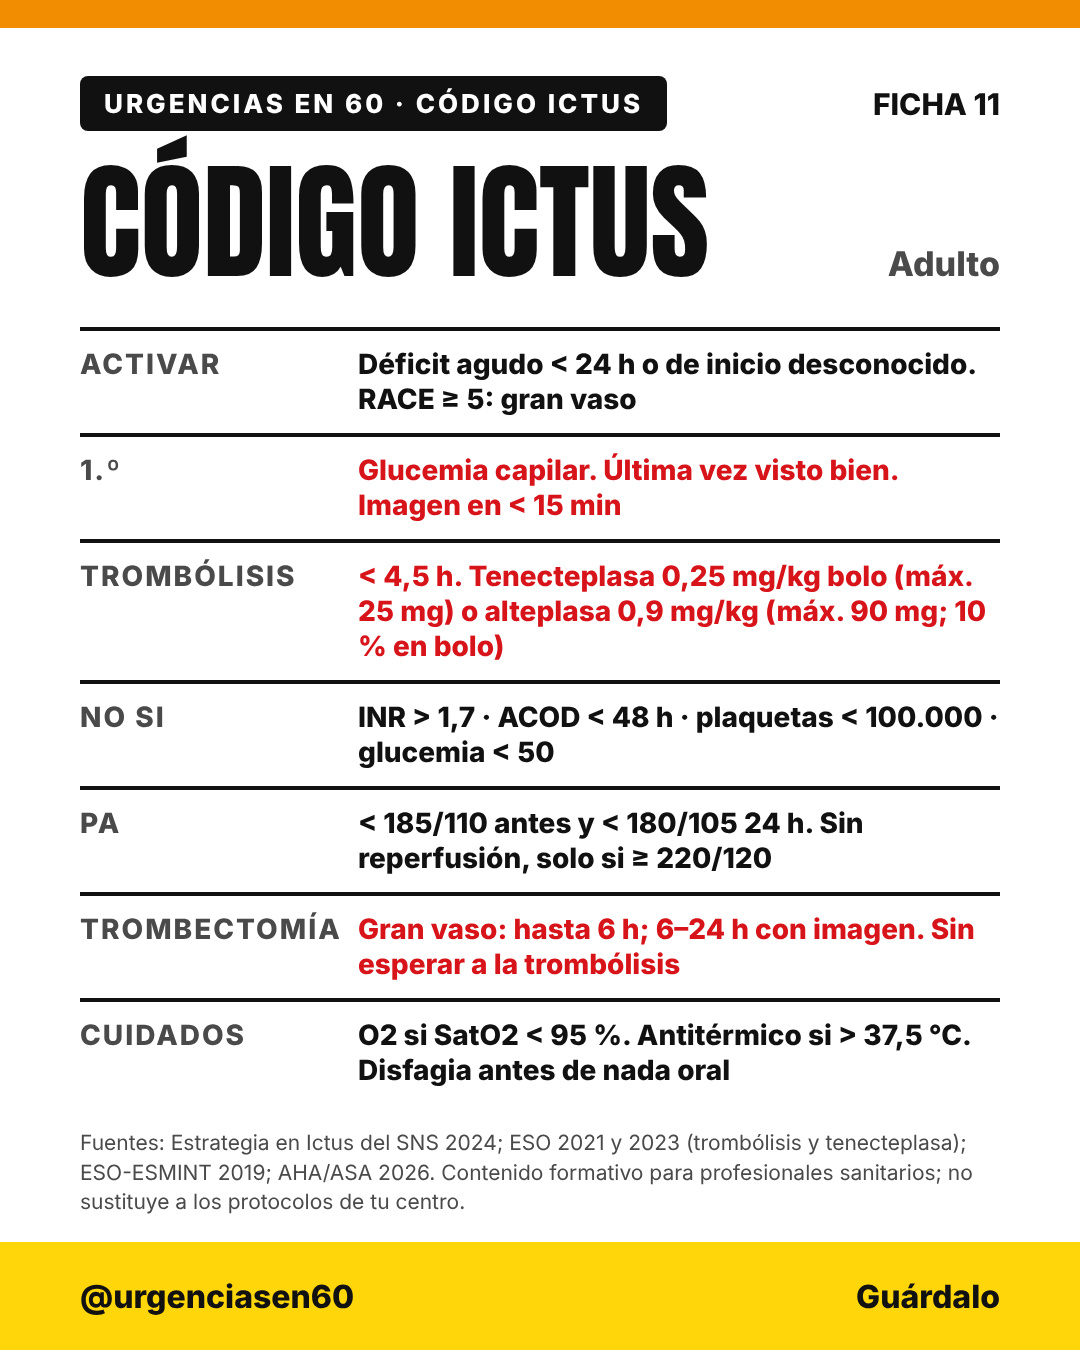 URGENCIAS EN 60 · CÓDIGO ICTUS
FICHA 11
CÓDIGO ICTUS
Adulto
ACTIVAR
Déficit agudo < 24 h o de inicio desconocido.
RACE ≥ 5: gran vaso
1.º
Glucemia capilar. Última vez visto bien.
Imagen en < 15 min
TROMBÓLISIS
< 4,5 h. Tenecteplasa 0,25 mg/kg bolo (máx.
25 mg) o alteplasa 0,9 mg/kg (máx. 90 mg; 10
% en bolo)
NO SI
INR > 1,7 · ACOD < 48 h · plaquetas < 100.000 ·
glucemia < 50
PA
< 185/110 antes y < 180/105 24 h. Sin
reperfusión, solo si ≥ 220/120
TROMBECTOMÍA
Gran vaso: hasta 6 h; 6–24 h con imagen. Sin
esperar a la trombólisis
CUIDADOS
O2 si SatO2 < 95 %. Antitérmico si > 37,5 °C.
Disfagia antes de nada oral
Fuentes: Estrategia en Ictus del SNS 2024; ESO 2021 y 2023 (trombólisis y tenecteplasa);
ESO-ESMINT 2019; AHA/ASA 2026. Contenido formativo para profesionales sanitarios; no
sustituye a los protocolos de tu centro.
@urgenciasen60
Guárdalo